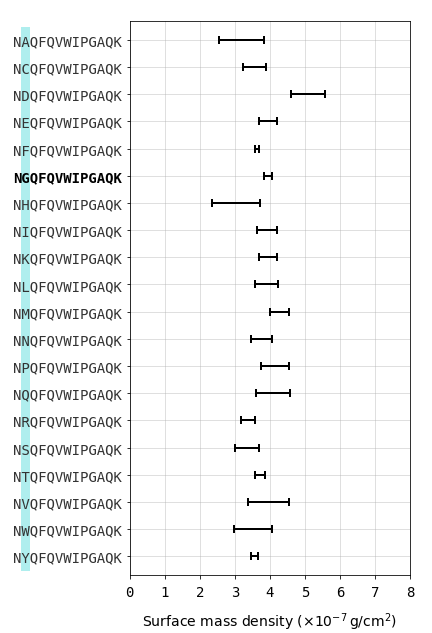 NAQFQVWIPGAQK
NCQFQVWIPGAQK
NDQFQVWIPGAQK
NEQFQVWIPGAQK
NFQFQVWIPGAQK
NGQFQVWIPGAQK
NHQFQVWIPGAQK
NIQFQVWIPGAQK
NKQFQVWIPGAQK
NLQFQVWIPGAQK
NMQFQVWIPGAQK
NNQFQVWIPGAQK
NPQFQVWIPGAQK
NQQFQVWIPGAQK
NRQFQVWIPGAQK
NSQFQVWIPGAQK
NTQFQVWIPGAQK
NVQFQVWIPGAQK
NWQFQVWIPGAQK
NYQFQVWIPGAQK
0 1 2 3 4 5 6 7 8
Surface mass density (×10⁻⁷ g/cm²)